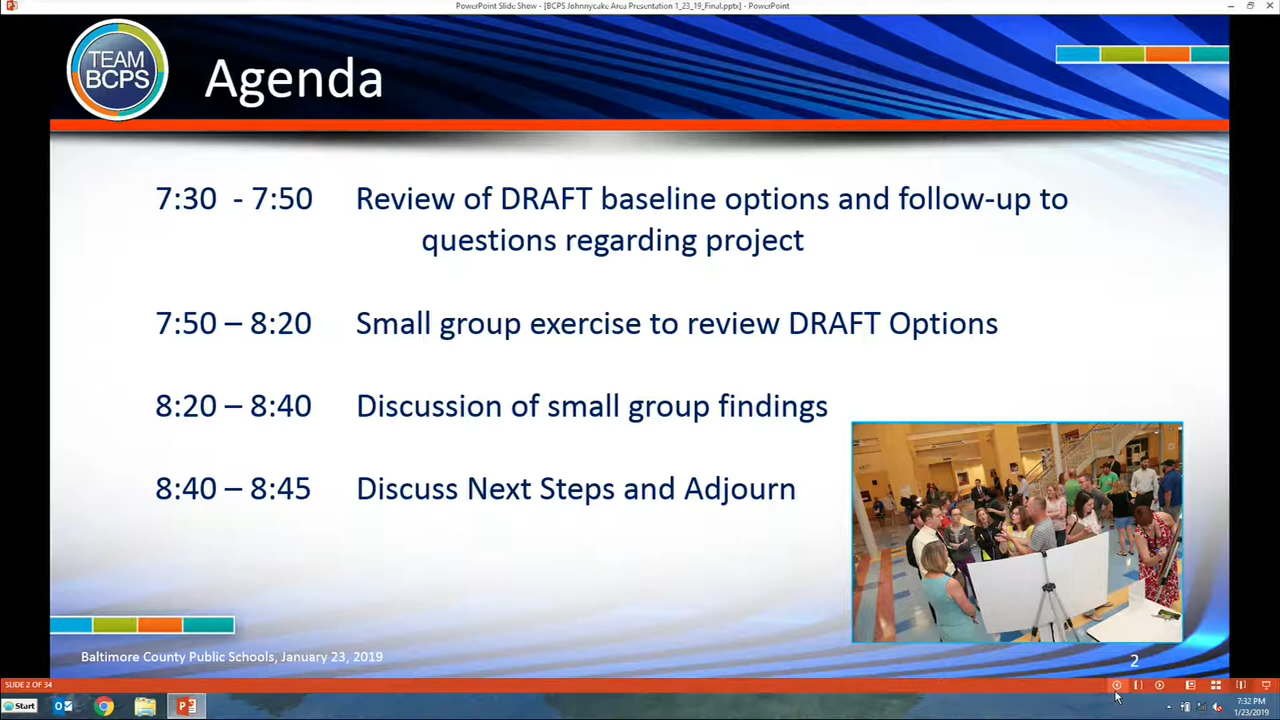 PowerPoint Slide Show - [BCPS Johnnycake Area Presentation 1_23_19_Final.pptx] - PowerPoint
TEAM
BCPS
Agenda
7:30 - 7:50 Review of DRAFT baseline options and follow-up to
questions regarding project
7:50 – 8:20 Small group exercise to review DRAFT Options
8:20 – 8:40 Discussion of small group findings
8:40 – 8:45 Discuss Next Steps and Adjourn
Baltimore County Public Schools, January 23, 2019
2
SLIDE 2 OF 34
Start
7:32 PM
1/23/2019